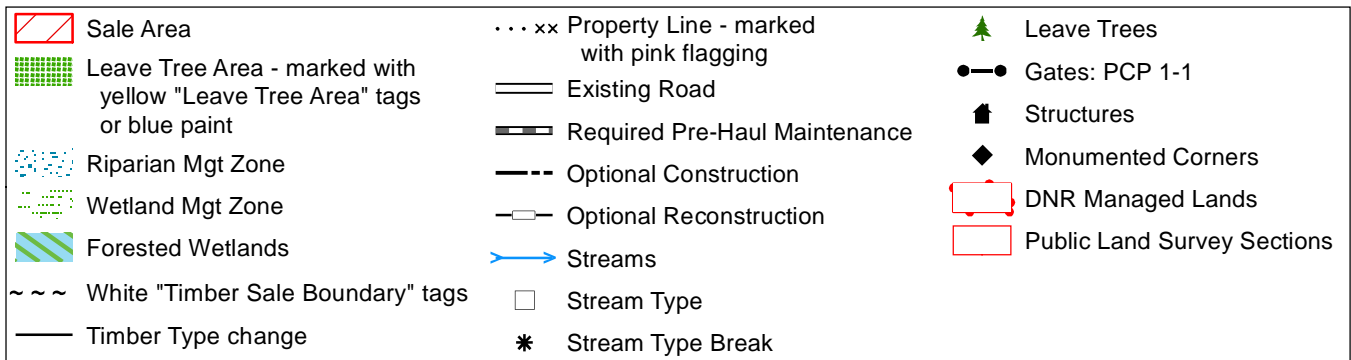 Sale Area
Leave Tree Area - marked with
yellow "Leave Tree Area" tags
or blue paint
Riparian Mgt Zone
Wetland Mgt Zone
Forested Wetlands
White "Timber Sale Boundary" tags
Timber Type change
Property Line - marked
with pink flagging
Existing Road
Required Pre-Haul Maintenance
Optional Construction
Optional Reconstruction
Streams
Stream Type
Stream Type Break
Leave Trees
Gates: PCP 1-1
Structures
Monumented Corners
DNR Managed Lands
Public Land Survey Sections